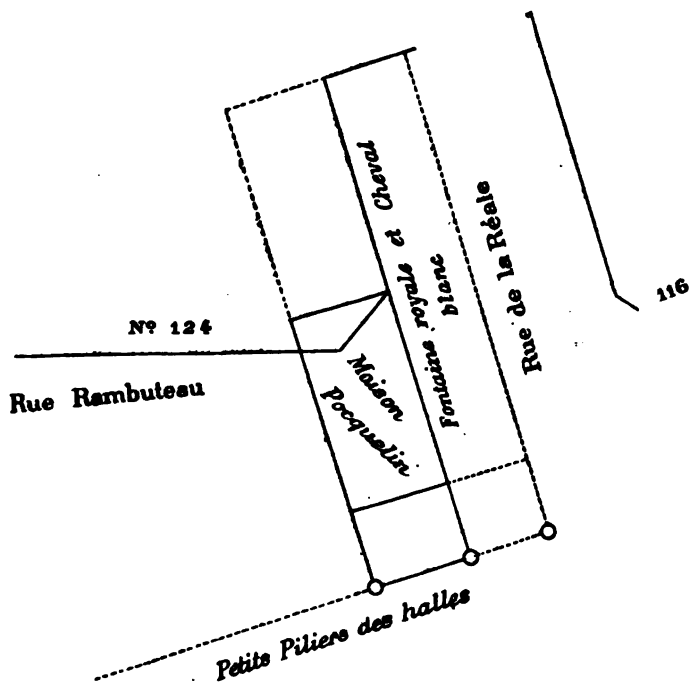 Fontaine royale et Cheval
blanc
Rue de la Réale
116
Nº 124
Rue Rambuteau
Maison
Pocquelin
Petits Piliers des halles